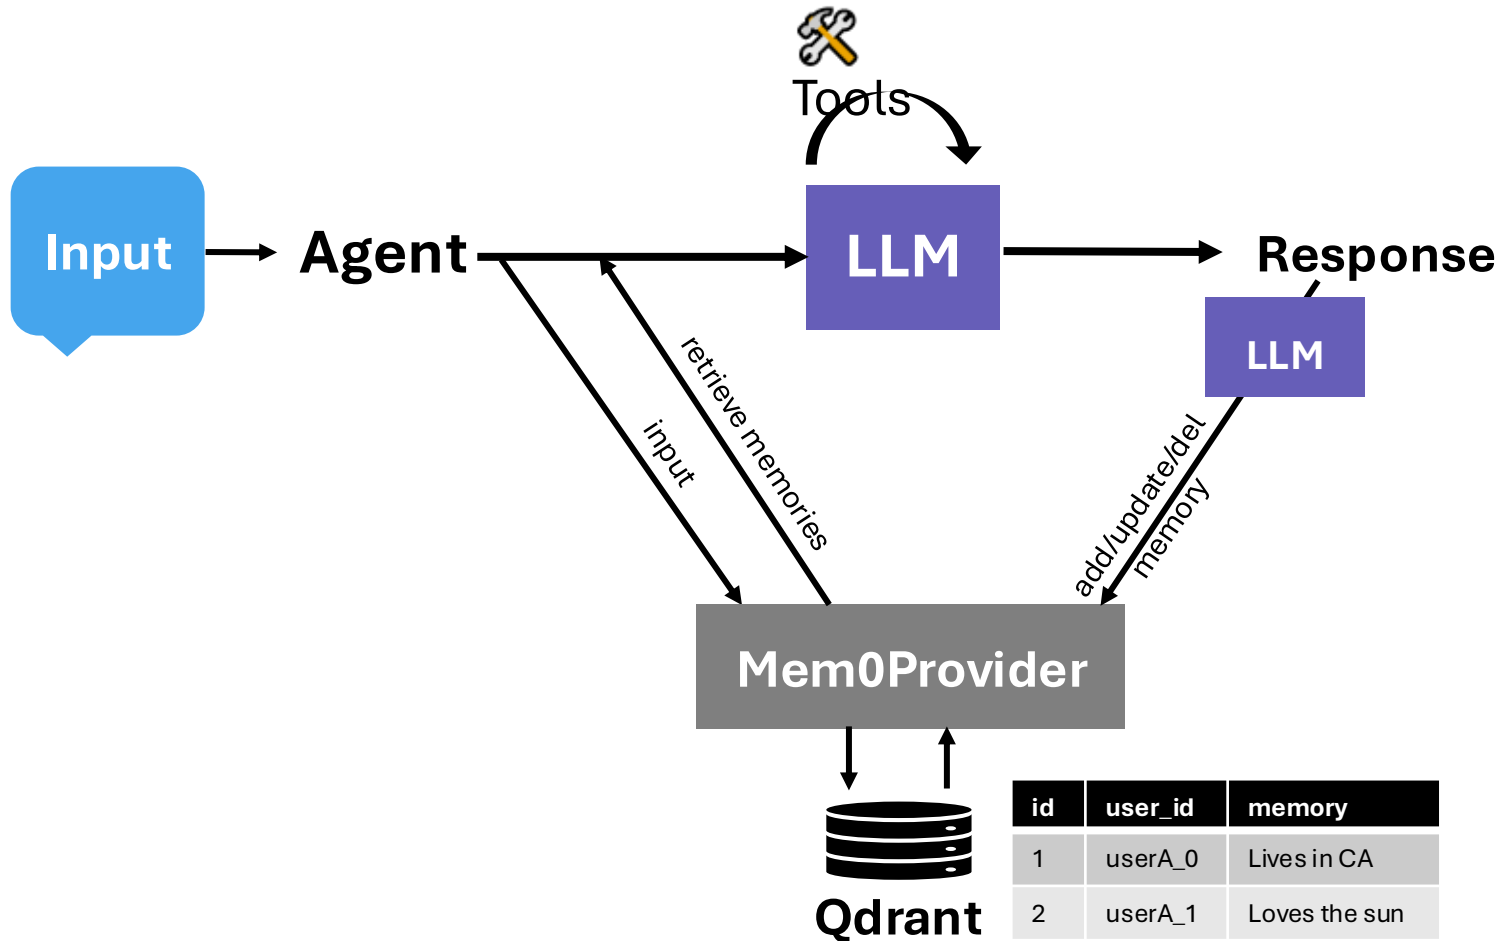 Tools
Input
Agent
LLM
Response
LLM
input
retrieve memories
add/update/del
memory
Mem0Provider
Qdrant
id user_id memory
1 userA_0 Lives in CA
2 userA_1 Loves the sun